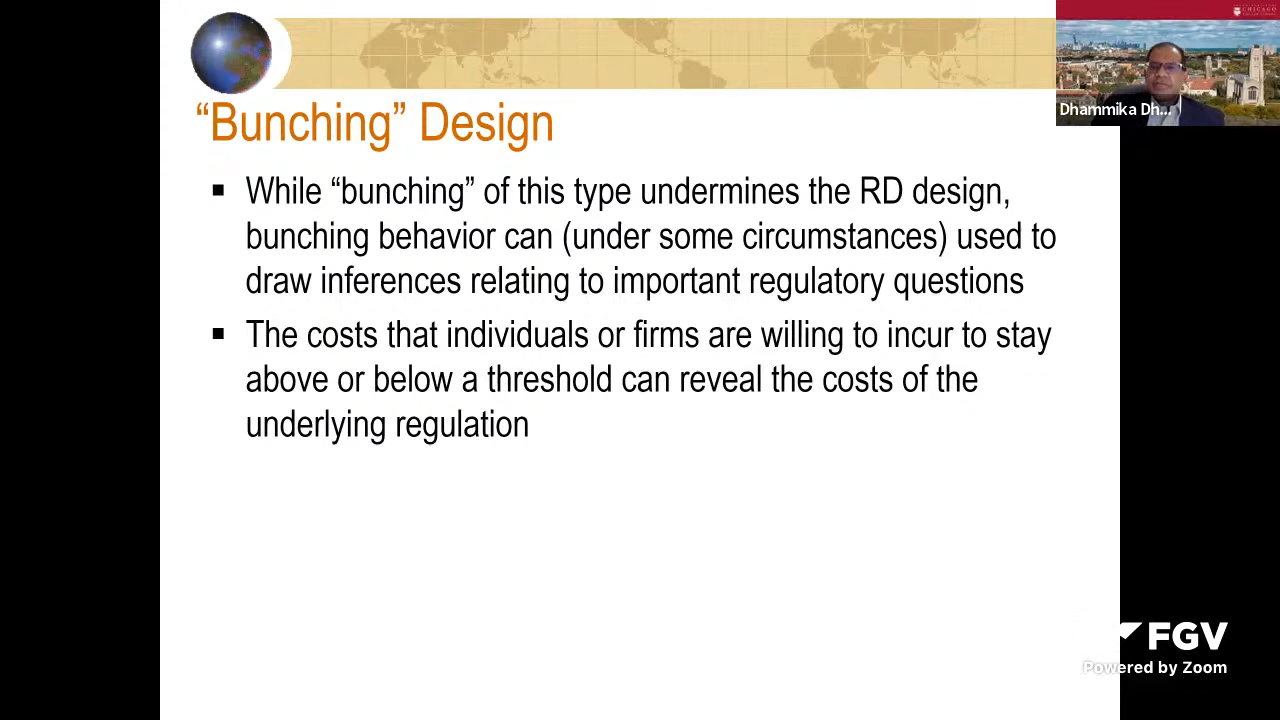 CHICAGO
Dhammika Dh...
“Bunching” Design
▪ While “bunching” of this type undermines the RD design,
bunching behavior can (under some circumstances) used to
draw inferences relating to important regulatory questions
▪ The costs that individuals or firms are willing to incur to stay
above or below a threshold can reveal the costs of the
underlying regulation
FGV
Powered by Zoom